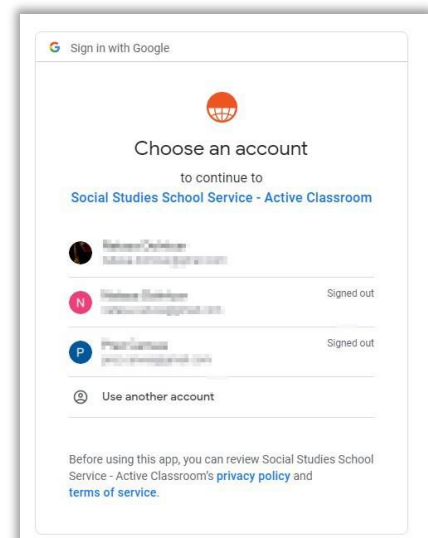 Sign in with Google
Choose an account
to continue to
Social Studies School Service - Active Classroom
N
Signed out
P
Signed out
Use another account
Before using this app, you can review Social Studies School
Service - Active Classroom's privacy policy and
terms of service.